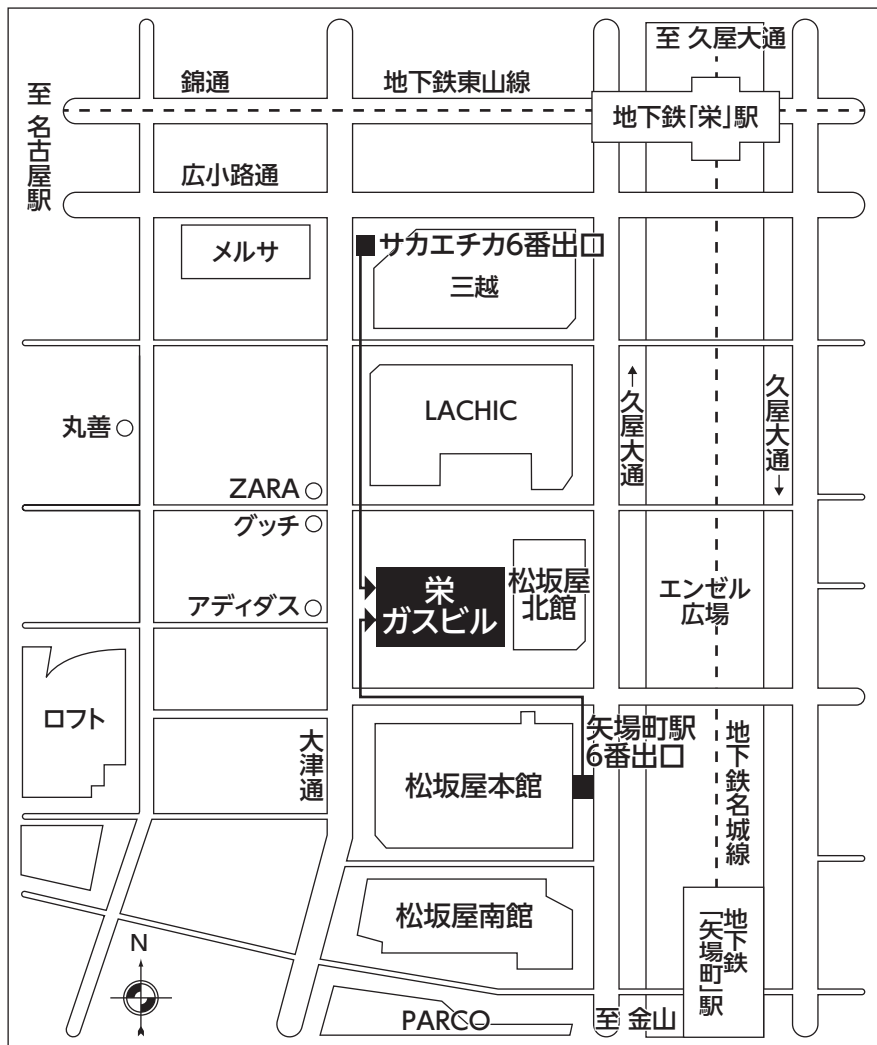 至 久屋大通
錦通
地下鉄東山線
至 名古屋駅
地下鉄「栄」駅
広小路通
メルサ
サカエチカ6番出口
三越
LACHIC
←久屋大通
久屋大通→
丸善
ZARA
グッチ
アディダス
栄
ガスビル
松坂屋
北館
エンゼル
広場
ロフト
大津通
松坂屋本館
矢場町駅
6番出口
地下鉄名城線
松坂屋南館
地下鉄
「矢場町」駅
N
PARCO
至 金山